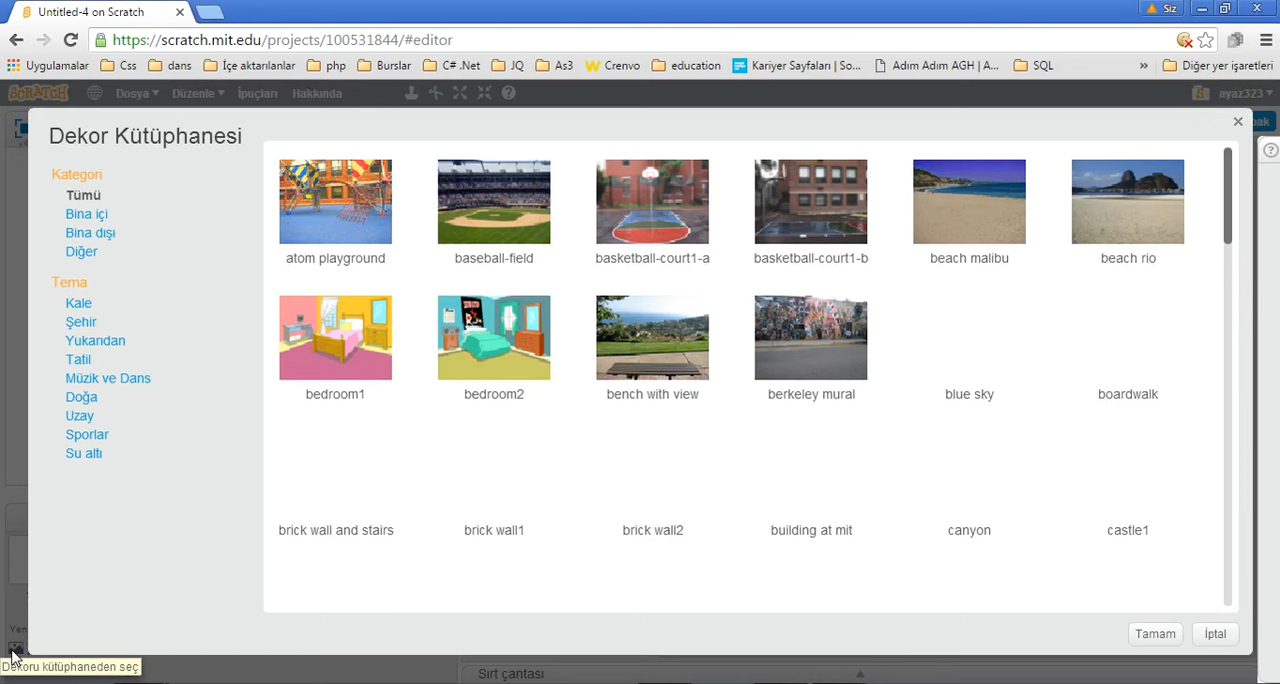 Untitled-4 on Scratch
Siz
https://scratch.mit.edu/projects/100531844/#editor
Uygulamalar Css dans İçe aktarılanlar php Burslar C# .Net JQ As3 Crenvo education Kariyer Sayfaları | So... Adım Adım AGH | A... SQL » Diğer yer işaretleri
SCRATCH Dosya Düzenle İpuçları Hakkında ayaz323
Dekor Kütüphanesi
bak
Kategori
Tümü
Bina içi
Bina dışı
Diğer
Tema
Kale
Şehir
Yukarıdan
Tatil
Müzik ve Dans
Doğa
Uzay
Sporlar
Su altı
atom playground baseball-field basketball-court1-a basketball-court1-b beach malibu beach rio
bedroom1 bedroom2 bench with view berkeley mural blue sky boardwalk
brick wall and stairs brick wall1 brick wall2 building at mit canyon castle1
Tamam İptal
Yen
Dekoru kütüphaneden seç
Sırt çantası